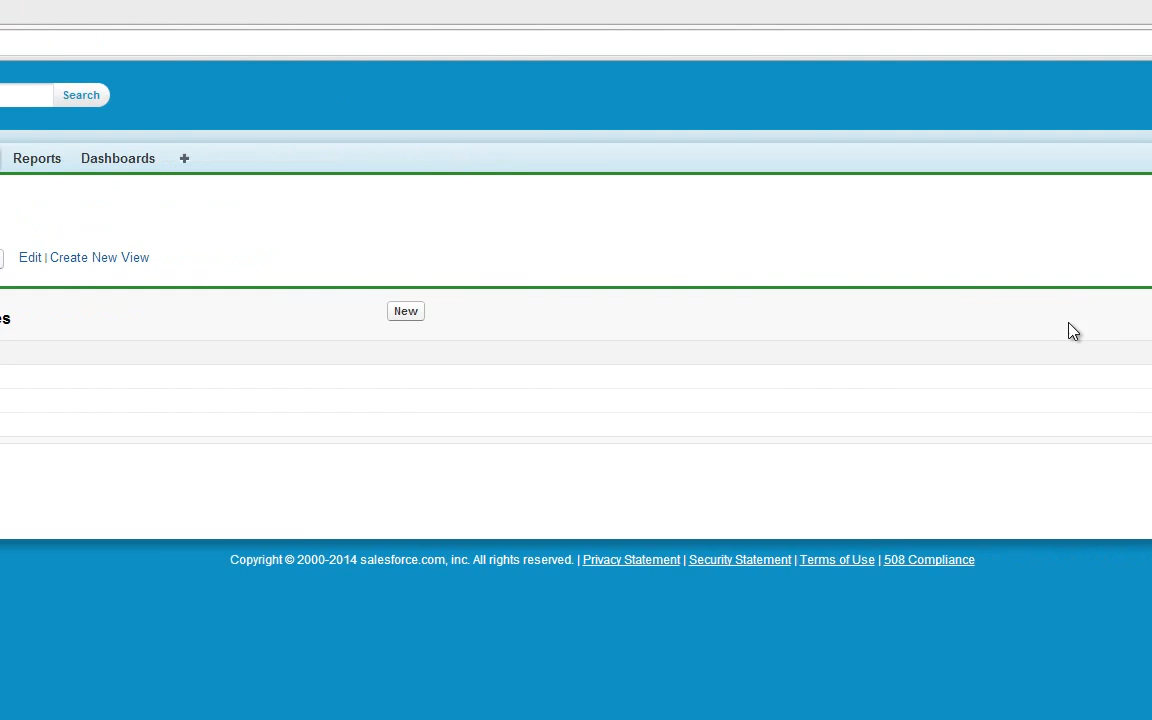 Search
Reports Dashboards +
Edit | Create New View
es
New
Copyright © 2000-2014 salesforce.com, inc. All rights reserved. | Privacy Statement | Security Statement | Terms of Use | 508 Compliance